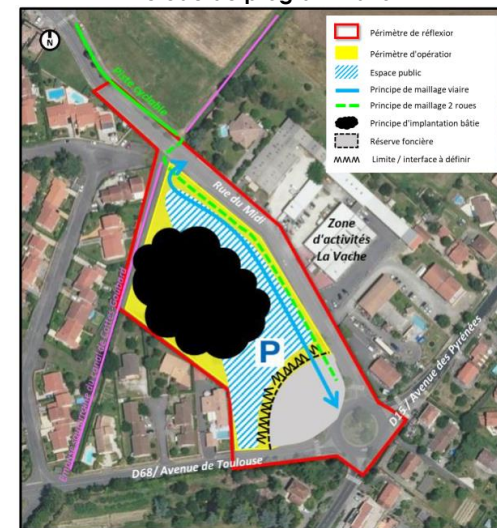 N
Périmètre de réflexion
Périmètre d'opération
Espace public
Principe de maillage viaire
Principe de maillage 2 roues
Principe d'implantation bâtie
Réserve foncière
Limite / interface à définir
Piste cyclable
Rue du Midi
Zone
d'activités
La Vache
P
D15/ Avenue des Pyrénées
D68/ Avenue de Toulouse